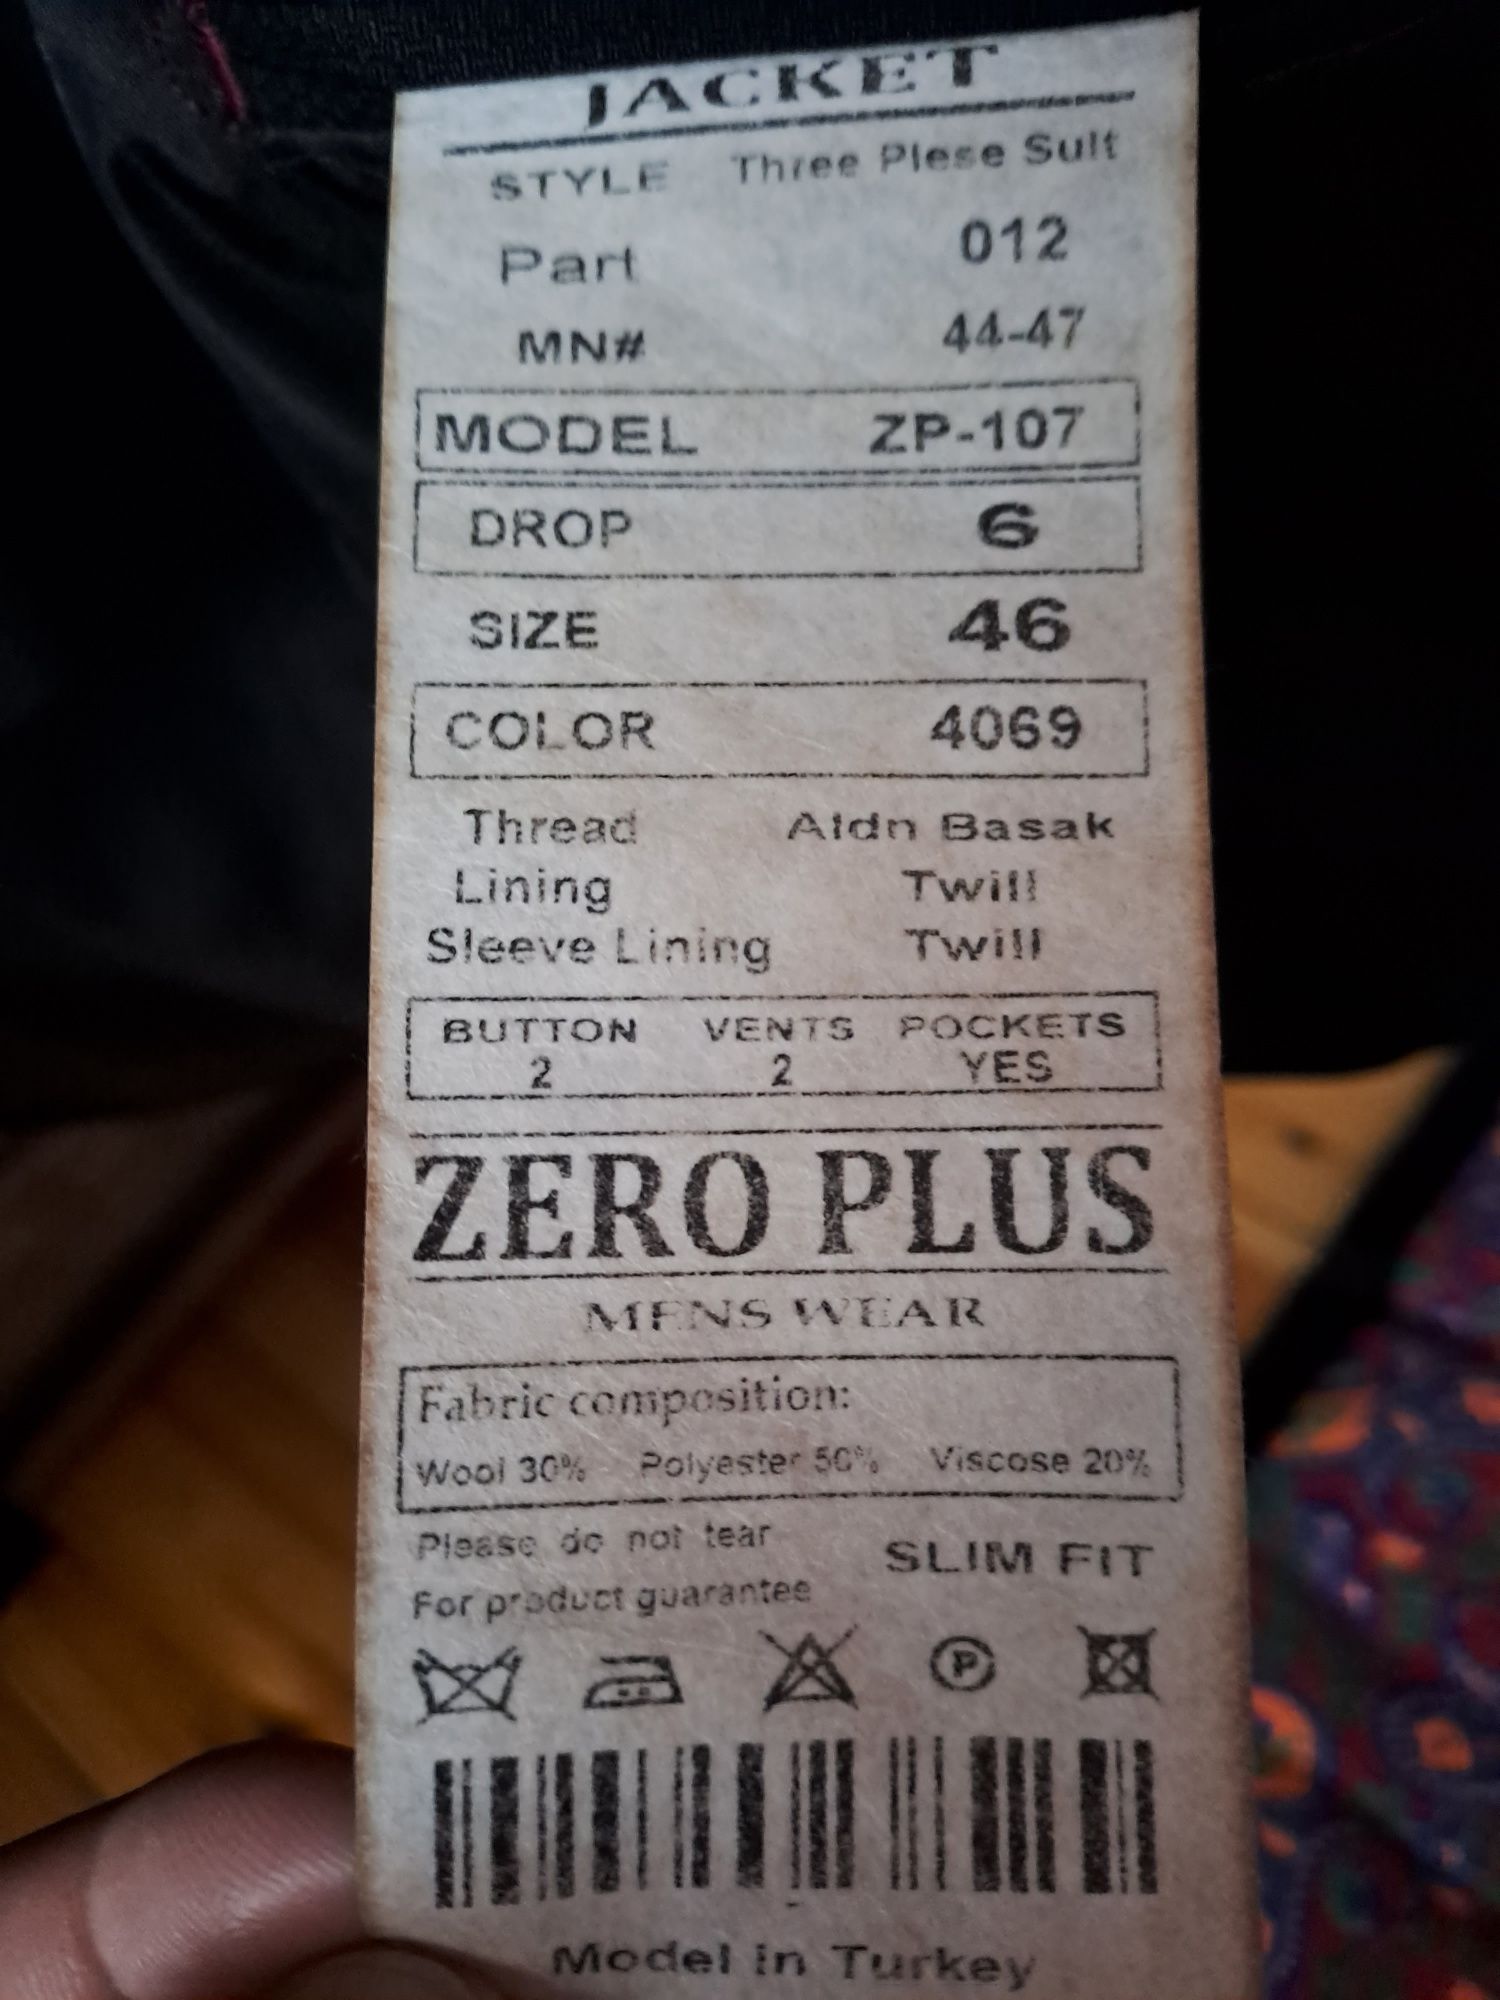 JACKET
STYLE Three Plese Suit
Part 012
MN# 44-47
MODEL ZP-107
DROP 6
SIZE 46
COLOR 4069
Thread Aldn Basak
Lining Twill
Sleeve Lining Twill
BUTTON VENTS POCKETS
2 2 YES
ZERO PLUS
MENS WEAR
Fabric composition:
Wool 30% Polyester 50% Viscose 20%
Please do not tear
For product guarantee
SLIM FIT
P
Model in Turkey